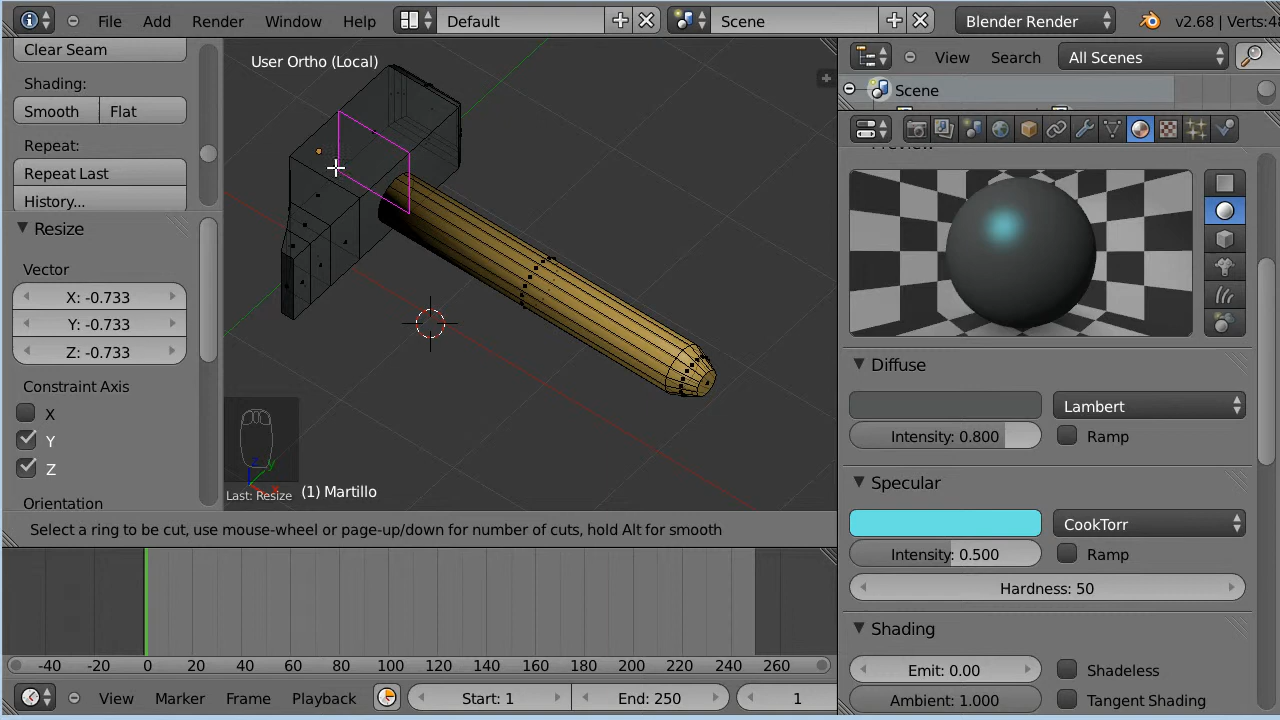 File Add Render Window Help Default Scene Blender Render v2.68 | Verts:48
Clear Seam
Shading:
Smooth Flat
Repeat:
Repeat Last
History...
Resize
Vector
X: -0.733
Y: -0.733
Z: -0.733
Constraint Axis
X
Y
Z
Orientation
User Ortho (Local)
z y
x
Last: Resize
(1) Martillo
Select a ring to be cut, use mouse-wheel or page-up/down for number of cuts, hold Alt for smooth
-40 -20 0 20 40 60 80 100 120 140 160 180 200 220 240 260
View Marker Frame Playback Start: 1 End: 250 1
View Search All Scenes
Scene
Diffuse
Lambert
Intensity: 0.800 Ramp
Specular
CookTorr
Intensity: 0.500 Ramp
Hardness: 50
Shading
Emit: 0.00 Shadeless
Ambient: 1.000 Tangent Shading